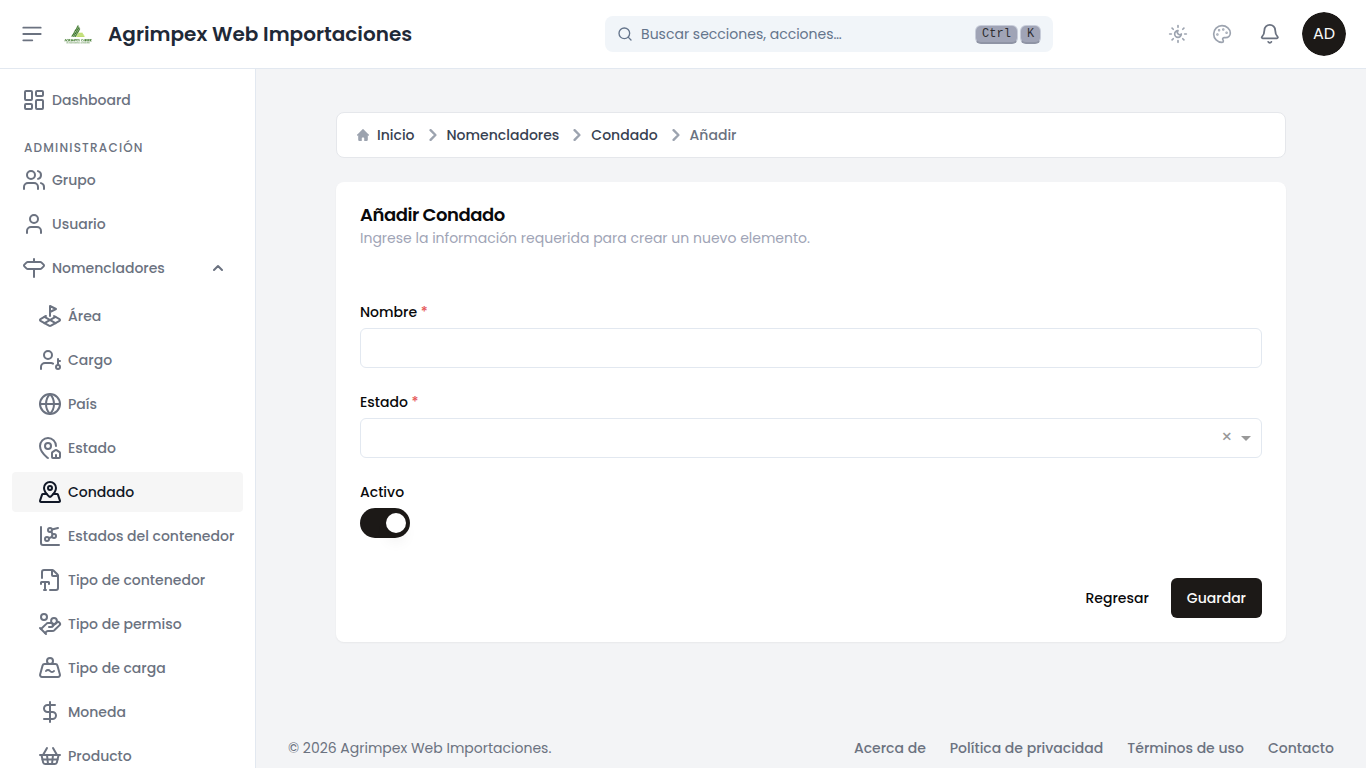 Agrimpex Web Importaciones
Buscar secciones, acciones...
Ctrl K
AD
Dashboard
ADMINISTRACIÓN
Grupo
Usuario
Nomencladores
Área
Cargo
País
Estado
Condado
Estados del contenedor
Tipo de contenedor
Tipo de permiso
Tipo de carga
Moneda
Producto
Inicio
Nomencladores
Condado
Añadir
Añadir Condado
Ingrese la información requerida para crear un nuevo elemento.
Nombre *
Estado *
×
Activo
Regresar
Guardar
© 2026 Agrimpex Web Importaciones.
Acerca de
Política de privacidad
Términos de uso
Contacto